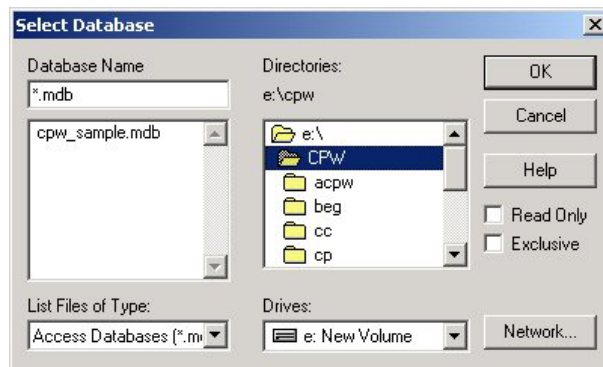 Select Database
Database Name
*.mdb
cpw_sample.mdb
List Files of Type:
Access Databases (*.m
Directories:
e:\cpw
e:\
CPW
acpw
beg
cc
cp
Drives:
e: New Volume
OK
Cancel
Help
Read Only
Exclusive
Network...